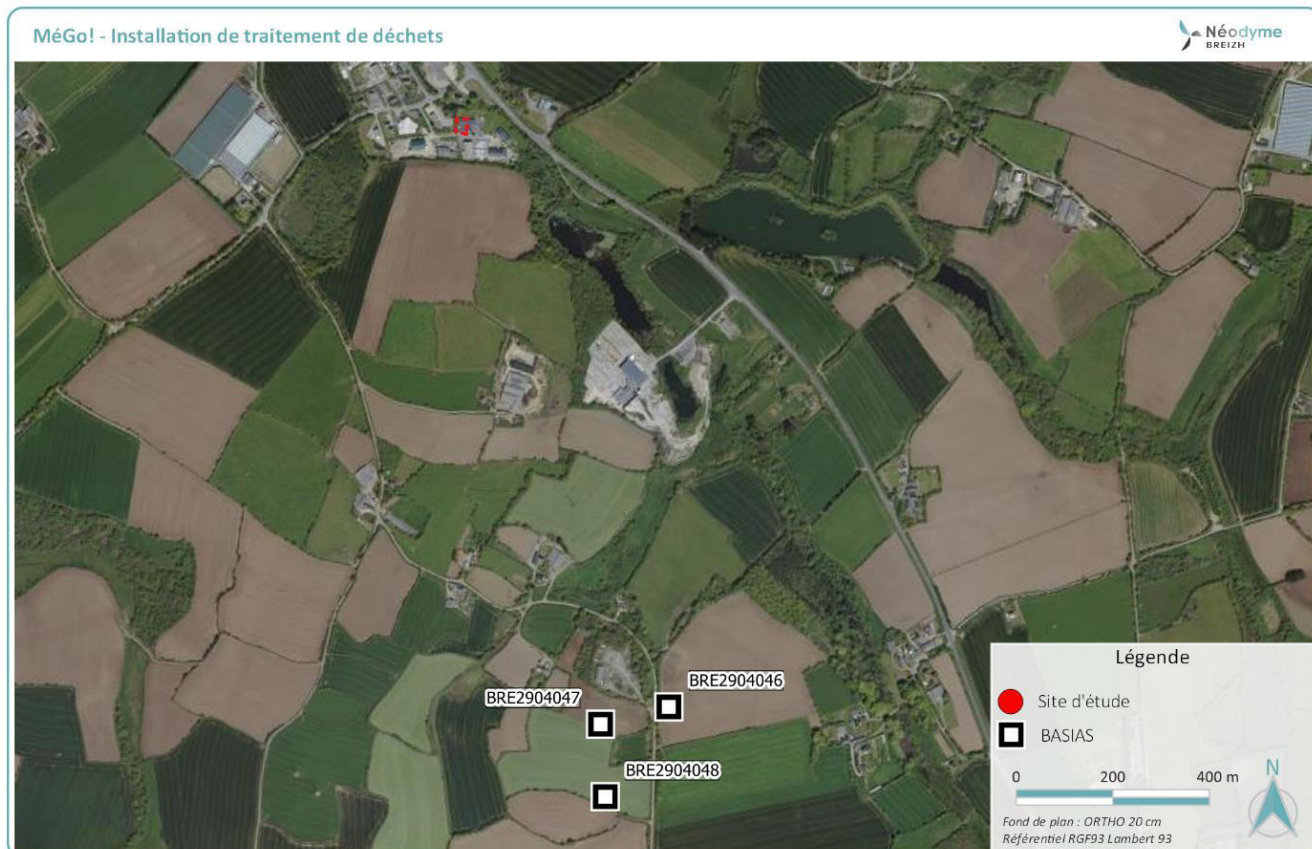 MéGo! - Installation de traitement de déchets
Néodyme
BREIZH
BRE2904047
BRE2904046
BRE2904048
Légende
Site d'étude
BASIAS
0 200 400 m
N
Fond de plan : ORTHO 20 cm
Référentiel RGF93 Lambert 93